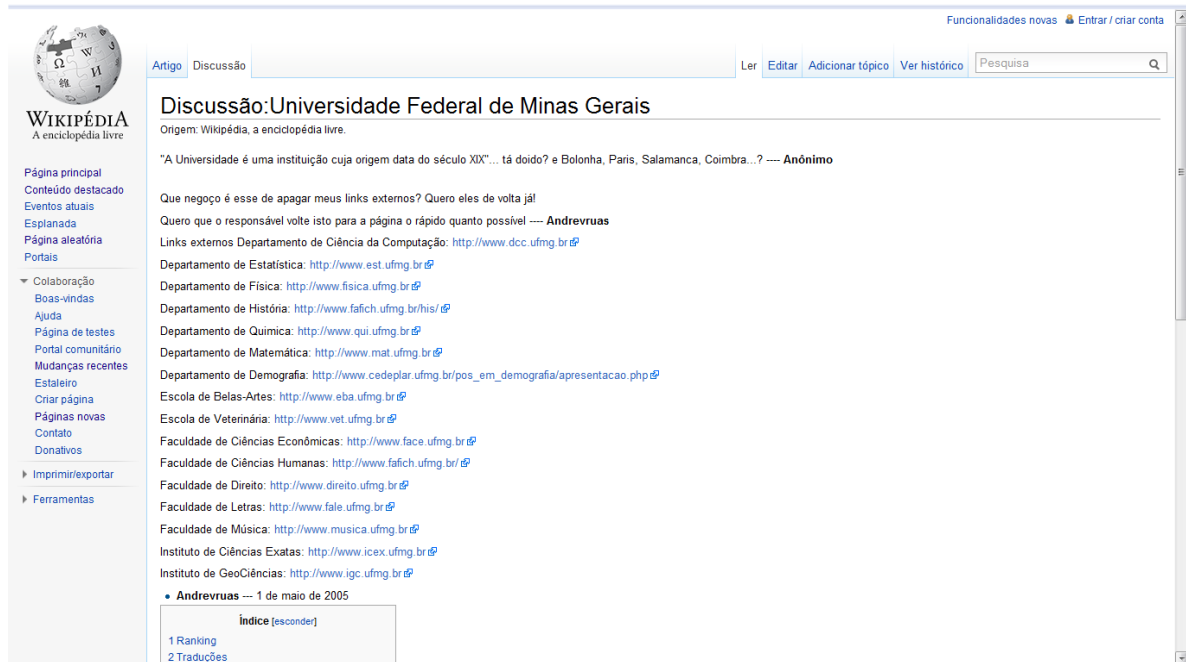 Funcionalidades novas Entrar / criar conta
Artigo Discussão Ler Editar Adicionar tópico Ver histórico Pesquisa
Ω W И 維 7
WIKIPÉDIA
A enciclopédia livre
Página principal
Conteúdo destacado
Eventos atuais
Esplanada
Página aleatória
Portais
Colaboração
Boas-vindas
Ajuda
Página de testes
Portal comunitário
Mudanças recentes
Estaleiro
Criar página
Páginas novas
Contato
Donativos
Imprimir/exportar
Ferramentas
Discussão:Universidade Federal de Minas Gerais
Origem: Wikipédia, a enciclopédia livre.
"A Universidade é uma instituição cuja origem data do século XIX"... tá doido? e Bolonha, Paris, Salamanca, Coimbra...? ---- Anônimo
Que negoço é esse de apagar meus links externos? Quero eles de volta já!
Quero que o responsável volte isto para a página o rápido quanto possível ---- Andrevruas
Links externos Departamento de Ciência da Computação: http://www.dcc.ufmg.br
Departamento de Estatística: http://www.est.ufmg.br
Departamento de Física: http://www.fisica.ufmg.br
Departamento de História: http://www.fafich.ufmg.br/his/
Departamento de Quimica: http://www.qui.ufmg.br
Departamento de Matemática: http://www.mat.ufmg.br
Departamento de Demografia: http://www.cedeplar.ufmg.br/pos_em_demografia/apresentacao.php
Escola de Belas-Artes: http://www.eba.ufmg.br
Escola de Veterinária: http://www.vet.ufmg.br
Faculdade de Ciências Econômicas: http://www.face.ufmg.br
Faculdade de Ciências Humanas: http://www.fafich.ufmg.br/
Faculdade de Direito: http://www.direito.ufmg.br
Faculdade de Letras: http://www.fale.ufmg.br
Faculdade de Música: http://www.musica.ufmg.br
Instituto de Ciências Exatas: http://www.icex.ufmg.br
Instituto de GeoCiências: http://www.igc.ufmg.br
• Andrevruas --- 1 de maio de 2005
Índice [esconder]
1 Ranking
2 Traduções